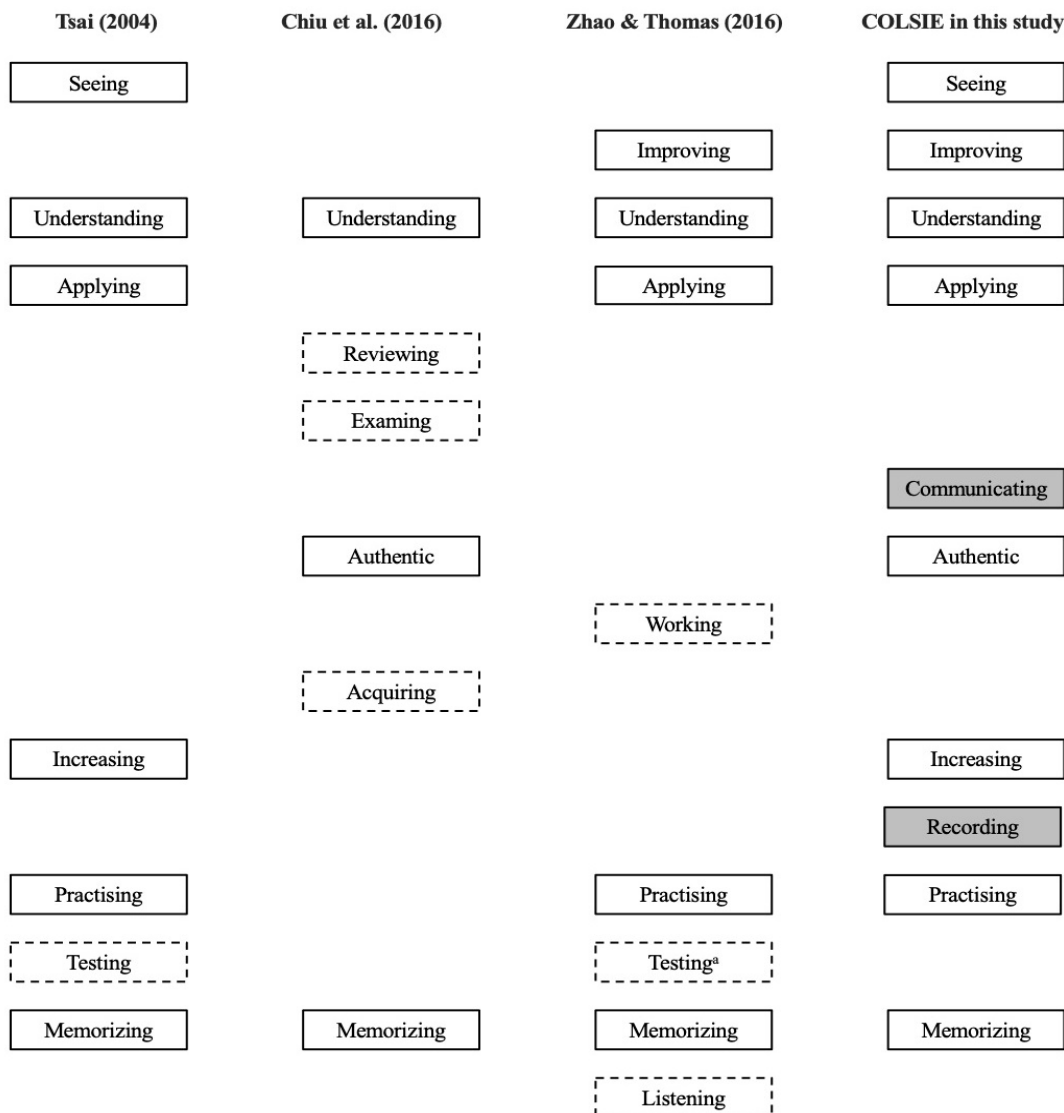 Tsai (2004) Chiu et al. (2016) Zhao & Thomas (2016) COLSIE in this study
Seeing Seeing
Improving Improving
Understanding Understanding Understanding Understanding
Applying Applying Applying
Reviewing
Examing
Communicating
Authentic Authentic
Working
Acquiring
Increasing Increasing
Recording
Practising Practising Practising
Testing Testingᵃ
Memorizing Memorizing Memorizing Memorizing
Listening